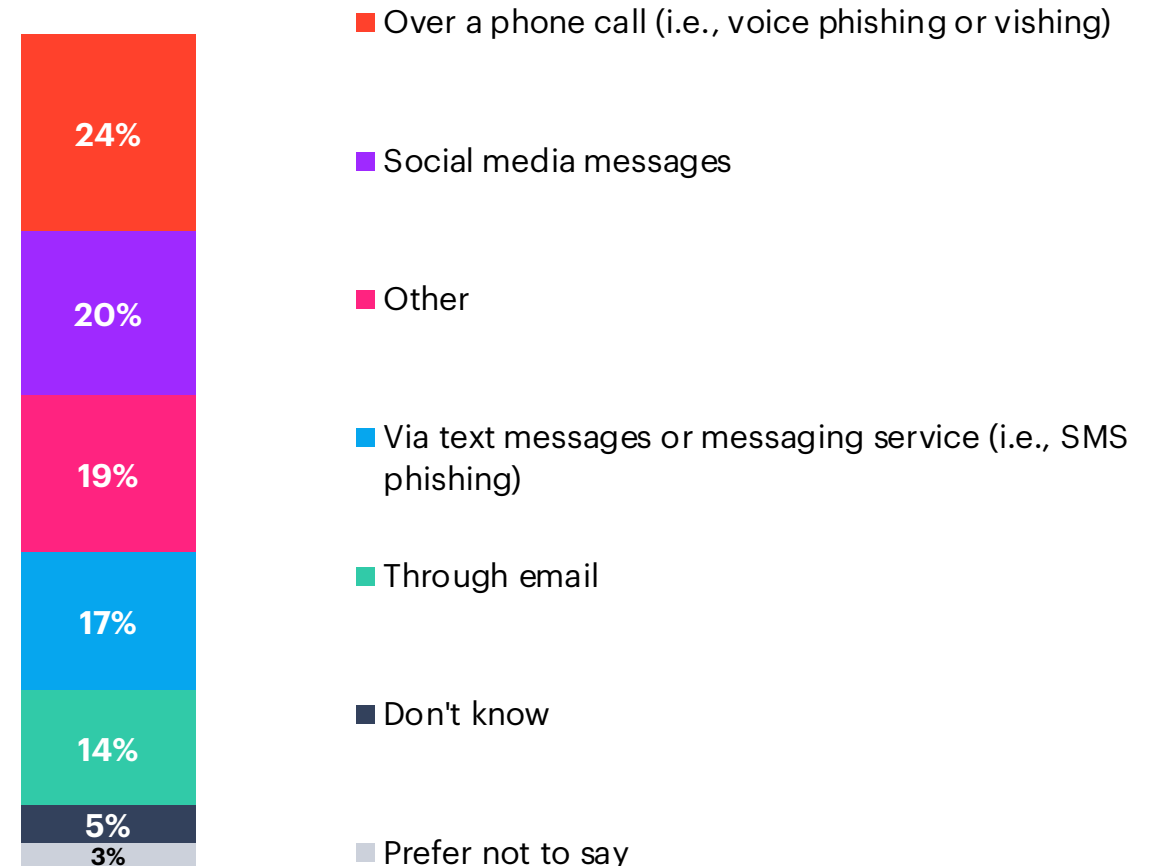 Over a phone call (i.e., voice phishing or vishing)
24%
Social media messages
20%
Other
Via text messages or messaging service (i.e., SMS
phishing)
19%
Through email
17%
Don't know
14%
5%
Prefer not to say
3%